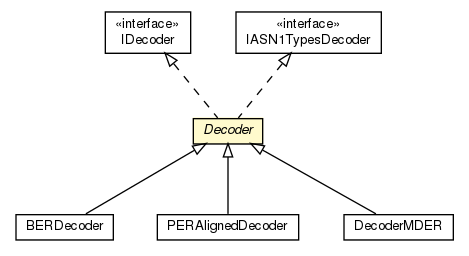 «interface»
IDecoder
«interface»
IASN1TypesDecoder
Decoder
BERDecoder
PERAlignedDecoder
DecoderMDER